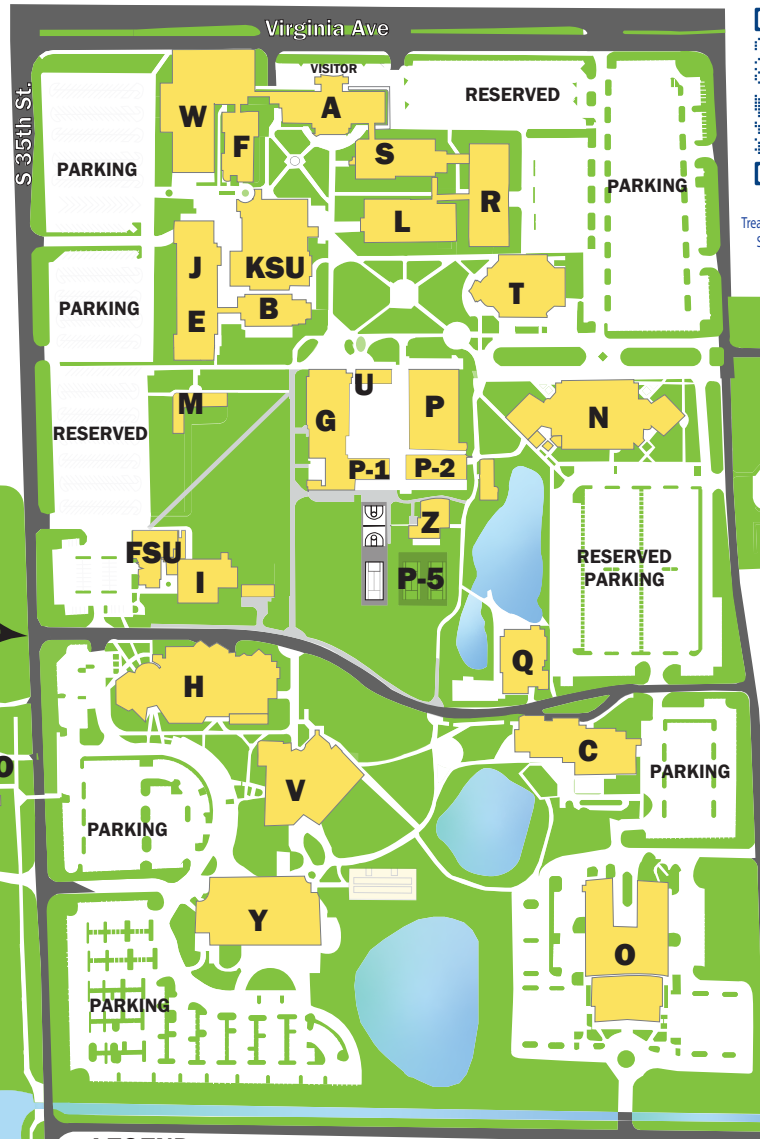 Virginia Ave
S 35th St.
VISITOR
RESERVED
W
A
F
S
PARKING
PARKING
R
L
J
KSU
T
PARKING
E
B
U
M
G
P
N
RESERVED
P-1
P-2
Z
FSU
I
P-5
RESERVED
PARKING
Q
H
C
V
PARKING
PARKING
Y
O
PARKING
Trea
S
O